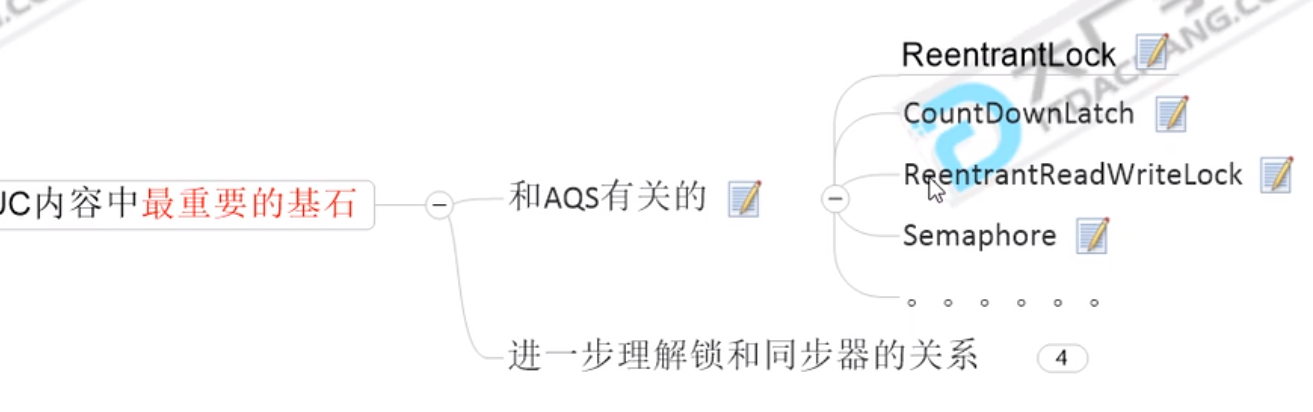 UC内容中最重要的基石
和AQS有关的
ReentrantLock
CountDownLatch
ReentrantReadWriteLock
Semaphore
。。。。。。
进一步理解锁和同步器的关系
4